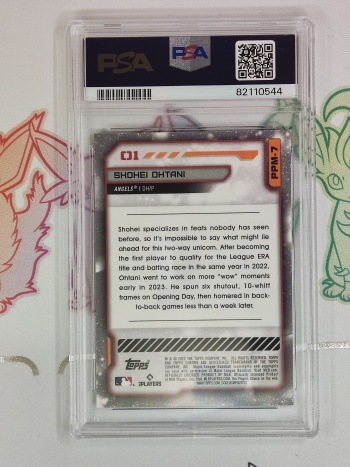 PSA PSA
82110544
01
SHOHEI OHTANI
ANGELS® | DH/P
PPM-7
Shohei specializes in feats nobody has seen
before, so it's impossible to say what might lie
ahead for this two-way unicorn. After becoming
the first player to qualify for the League ERA
title and batting race in the same year in 2022,
Ohtani went to work on more "wow" moments
early in 2023. He spun six shutout, 10-whiff
frames on Opening Day, then homered in back-
to-back games less than a week later.
Topps
PLAYERS